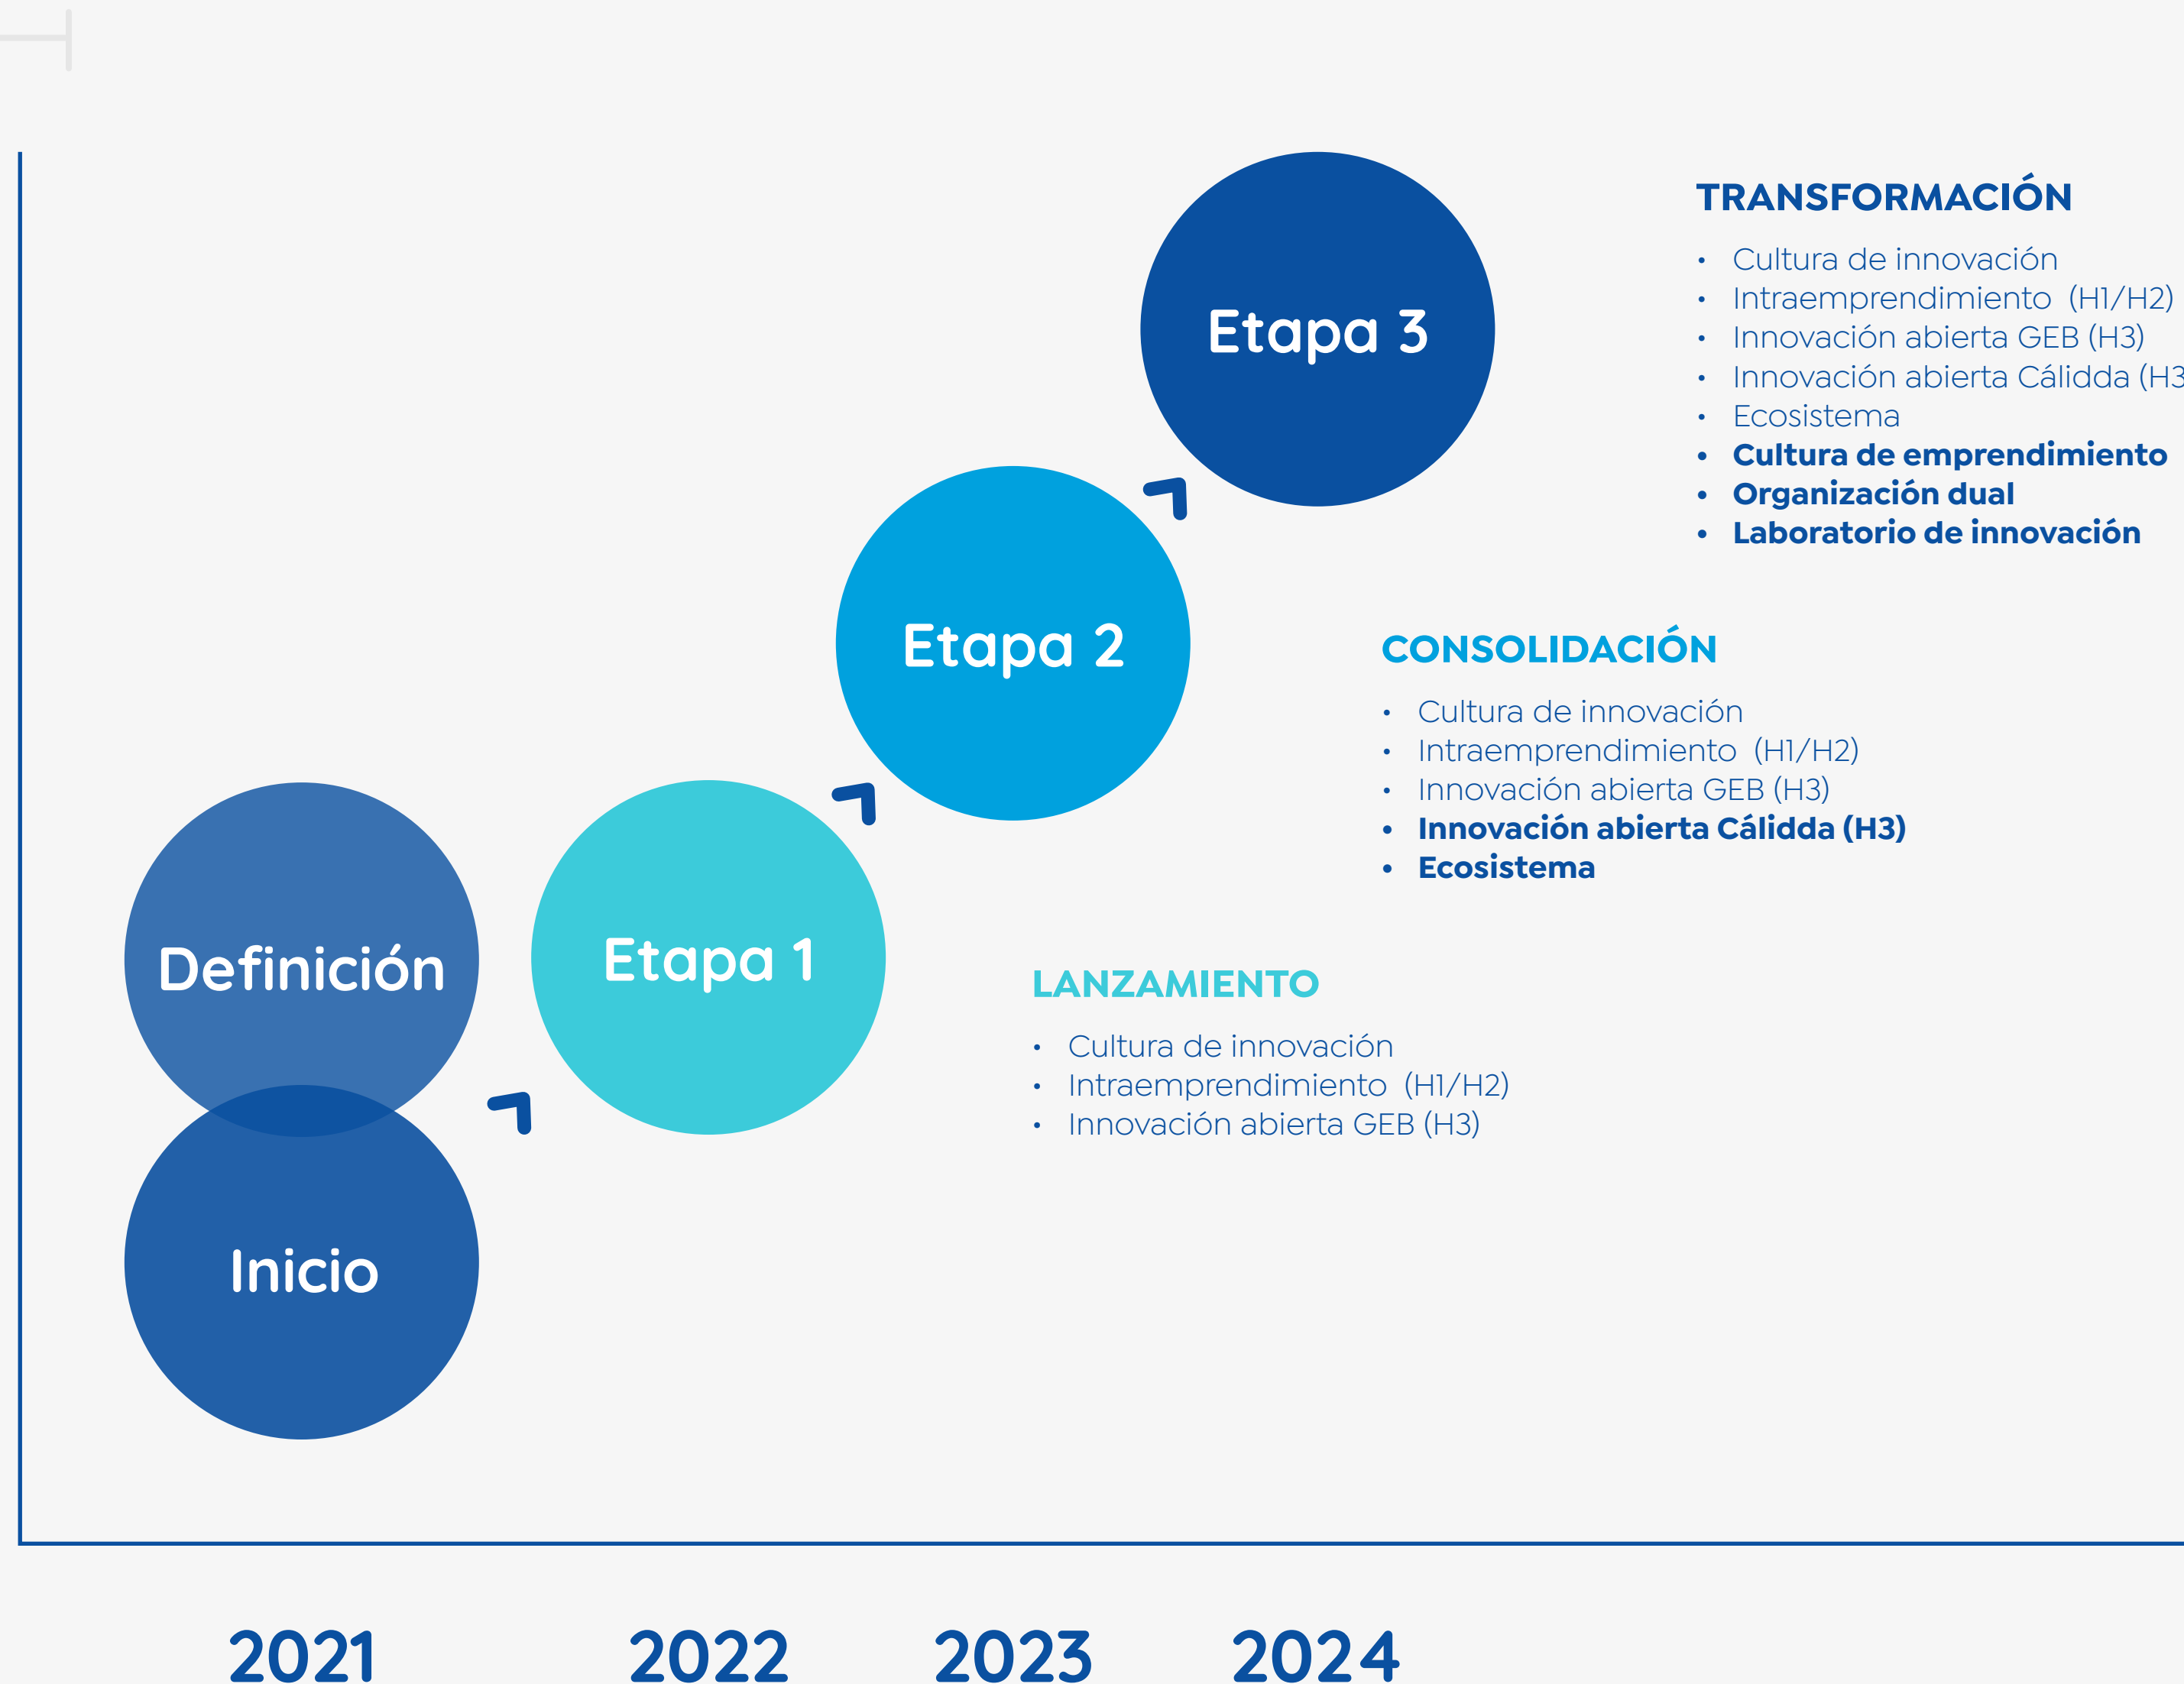 TRANSFORMACIÓN
• Cultura de innovación
• Intraemprendimiento (H1/H2)
• Innovación abierta GEB (H3)
• Innovación abierta Cálidda (H3
• Ecosistema
• Cultura de emprendimiento
• Organización dual
• Laboratorio de innovación
Etapa 3
CONSOLIDACIÓN
• Cultura de innovación
• Intraemprendimiento (H1/H2)
• Innovación abierta GEB (H3)
• Innovación abierta Cálidda (H3)
• Ecosistema
Etapa 2
LANZAMIENTO
• Cultura de innovación
• Intraemprendimiento (H1/H2)
• Innovación abierta GEB (H3)
Etapa 1
Definición
Inicio
2021 2022 2023 2024